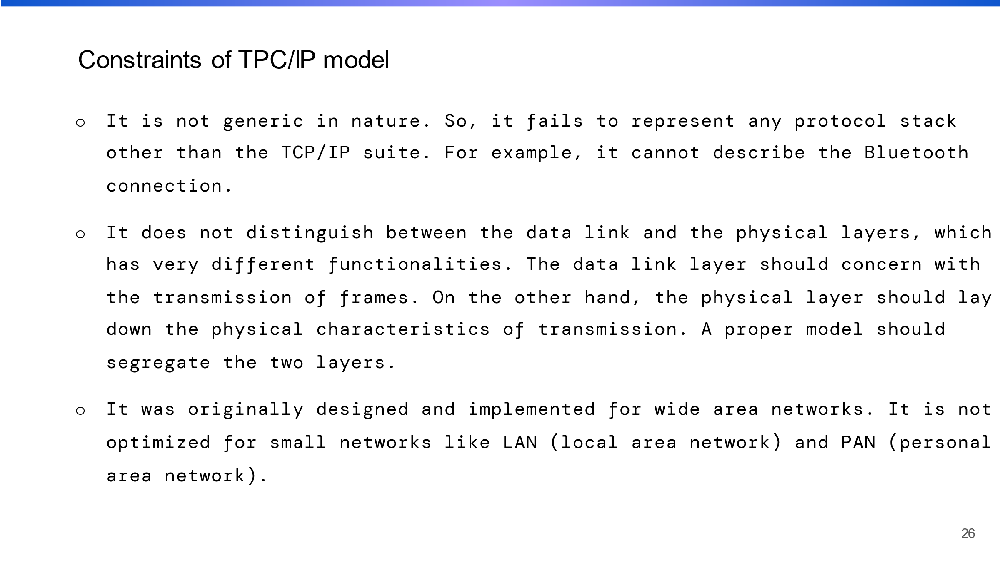 Constraints of TPC/IP model
○ It is not generic in nature. So, it fails to represent any protocol stack
other than the TCP/IP suite. For example, it cannot describe the Bluetooth
connection.
○ It does not distinguish between the data link and the physical layers, which
has very different functionalities. The data link layer should concern with
the transmission of frames. On the other hand, the physical layer should lay
down the physical characteristics of transmission. A proper model should
segregate the two layers.
○ It was originally designed and implemented for wide area networks. It is not
optimized for small networks like LAN (local area network) and PAN (personal
area network).
26